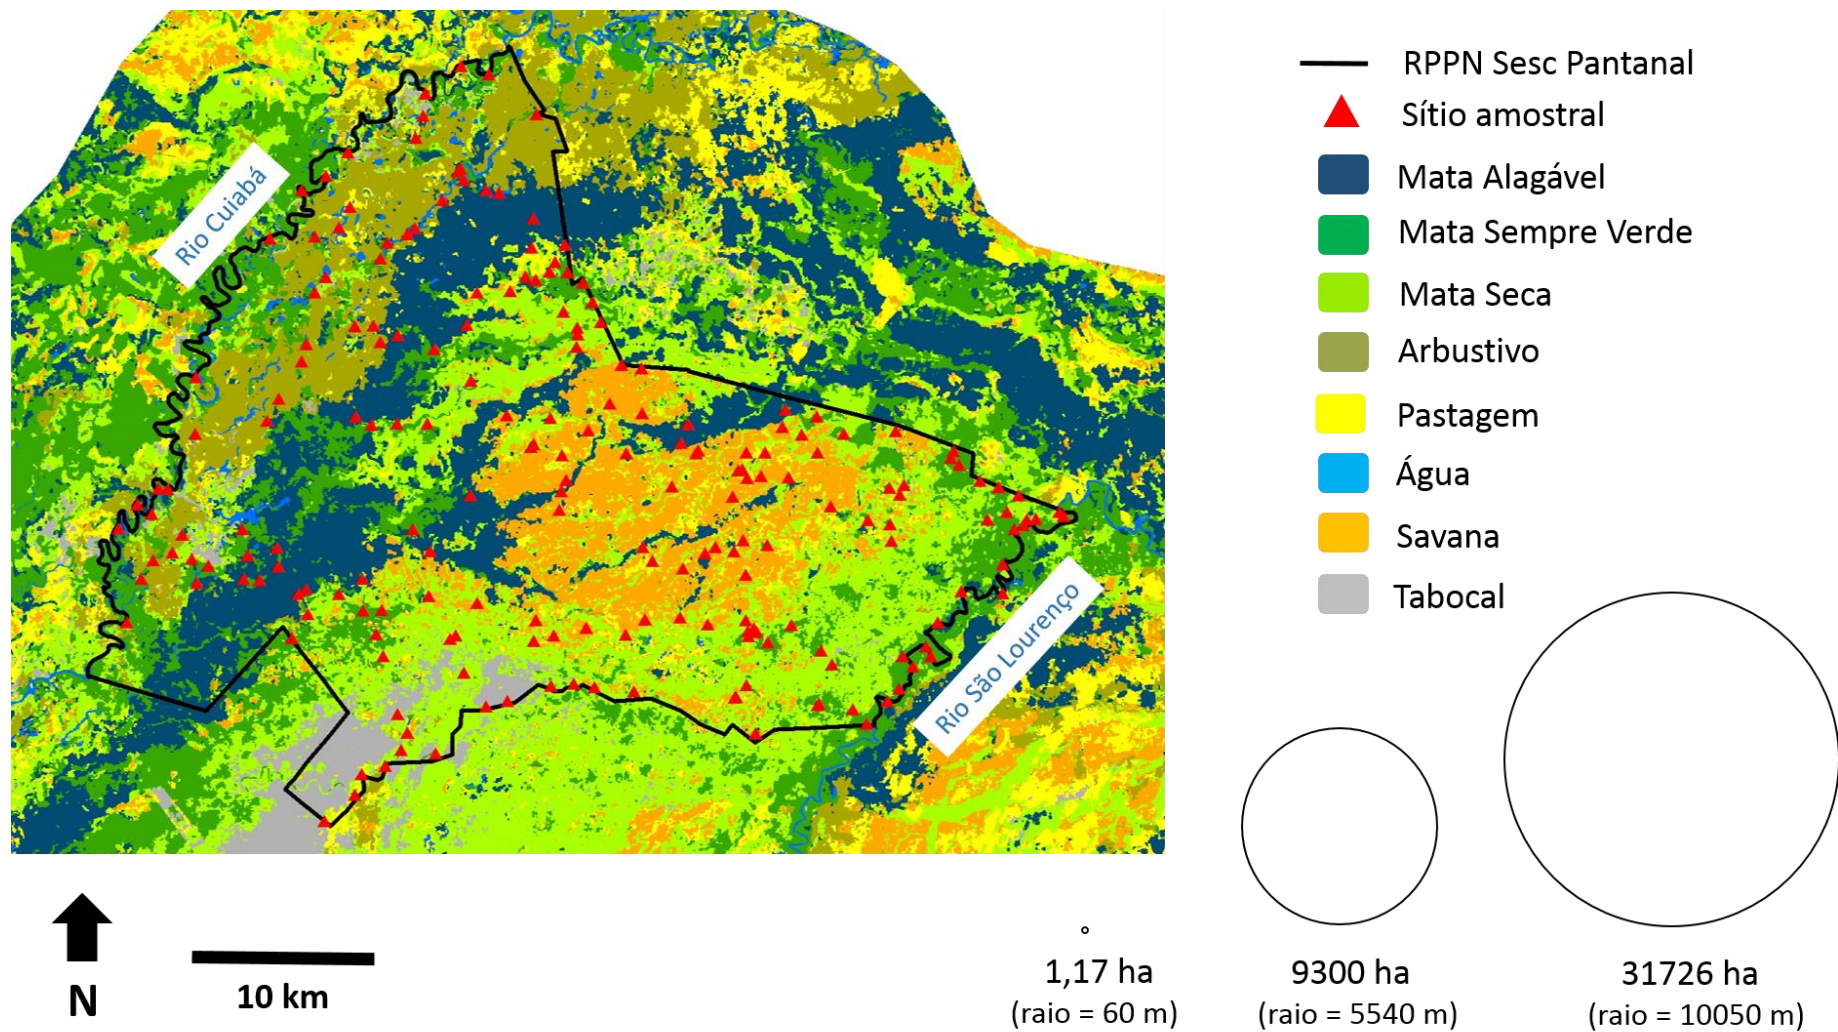 RPPN Sesc Pantanal
Sítio amostral
Mata Alagável
Mata Sempre Verde
Mata Seca
Arbustivo
Pastagem
Água
Savana
Tabocal
Rio Cuiabá
Rio São Lourenço
N
10 km
1,17 ha
(raio = 60 m)
9300 ha
(raio = 5540 m)
31726 ha
(raio = 10050 m)